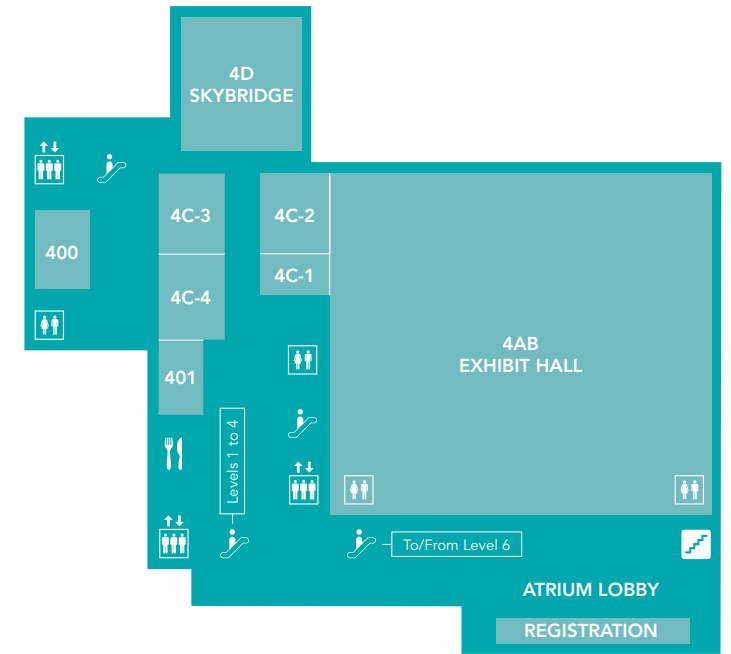 4D
SKYBRIDGE
4C-3
4C-2
400
4C-1
4C-4
4AB
EXHIBIT HALL
401
Levels 1 to 4
To/From Level 6
ATRIUM LOBBY
REGISTRATION